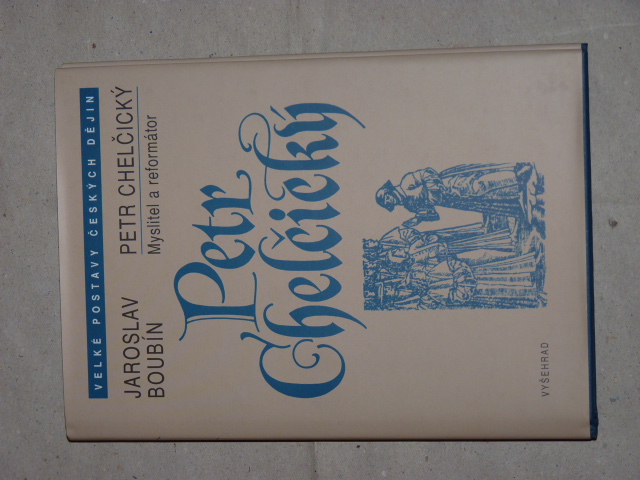 VELKÉ POSTAVY ČESKÝCH DĚJIN
JAROSLAV
BOUBÍN
PETR CHELČICKÝ
Myslitel a reformátor
Petr
Chelčický
VYŠEHRAD